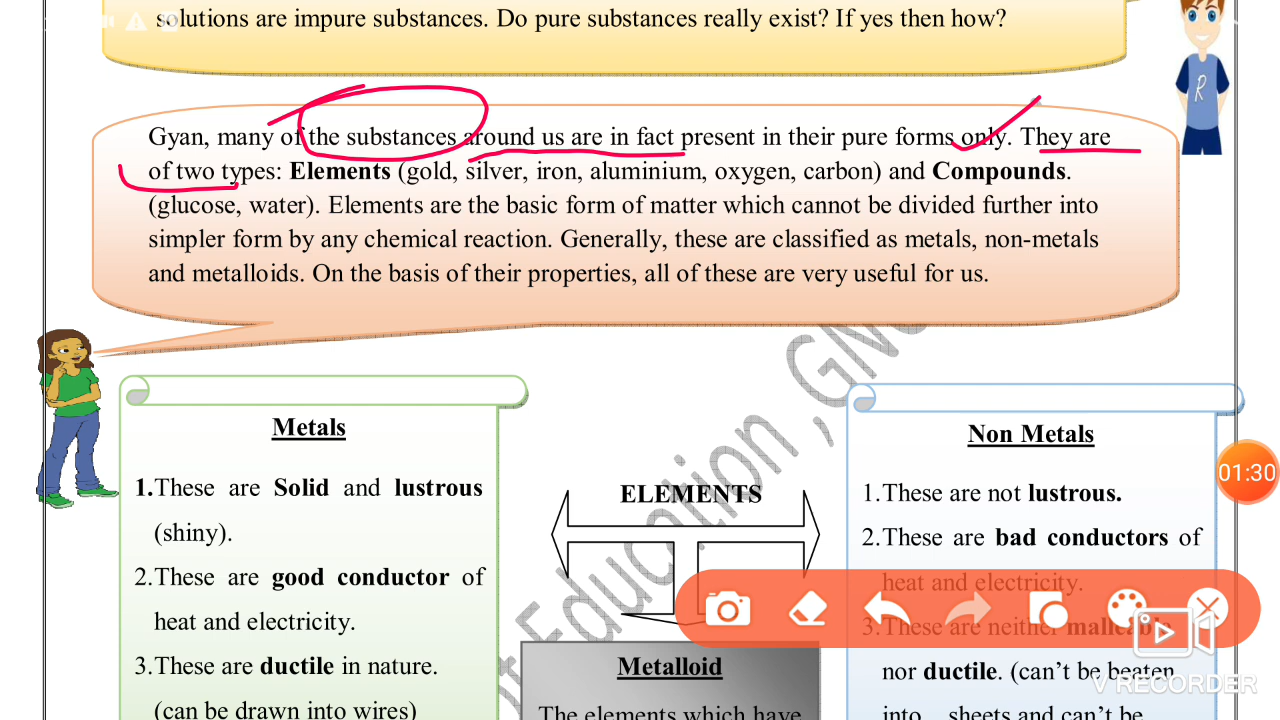 solutions are impure substances. Do pure substances really exist? If yes then how?
R
Gyan, many of the substances around us are in fact present in their pure forms only. They are
of two types: Elements (gold, silver, iron, aluminium, oxygen, carbon) and Compounds.
(glucose, water). Elements are the basic form of matter which cannot be divided further into
simpler form by any chemical reaction. Generally, these are classified as metals, non-metals
and metalloids. On the basis of their properties, all of these are very useful for us.
Metals
1.These are Solid and lustrous
(shiny).
2.These are good conductor of
heat and electricity.
3.These are ductile in nature.
(can be drawn into wires)
ELEMENTS
Metalloid
The elements which have
Non Metals
1.These are not lustrous.
2.These are bad conductors of
heat and electricity.
3.These are neither malleable
nor ductile. (can't be beaten
into sheets and can't be
01:30
V RECORDER
Education ,GN